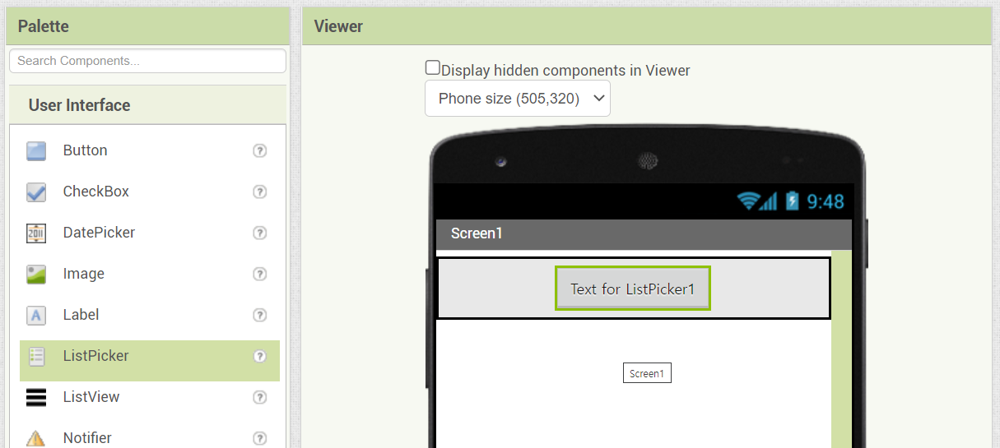 Palette
Search Components...
User Interface
Button
CheckBox
DatePicker
2011
Image
A
Label
ListPicker
ListView
Notifier
Viewer
Display hidden components in Viewer
Phone size (505,320)
9:48
Screen1
Text for ListPicker1
Screen1